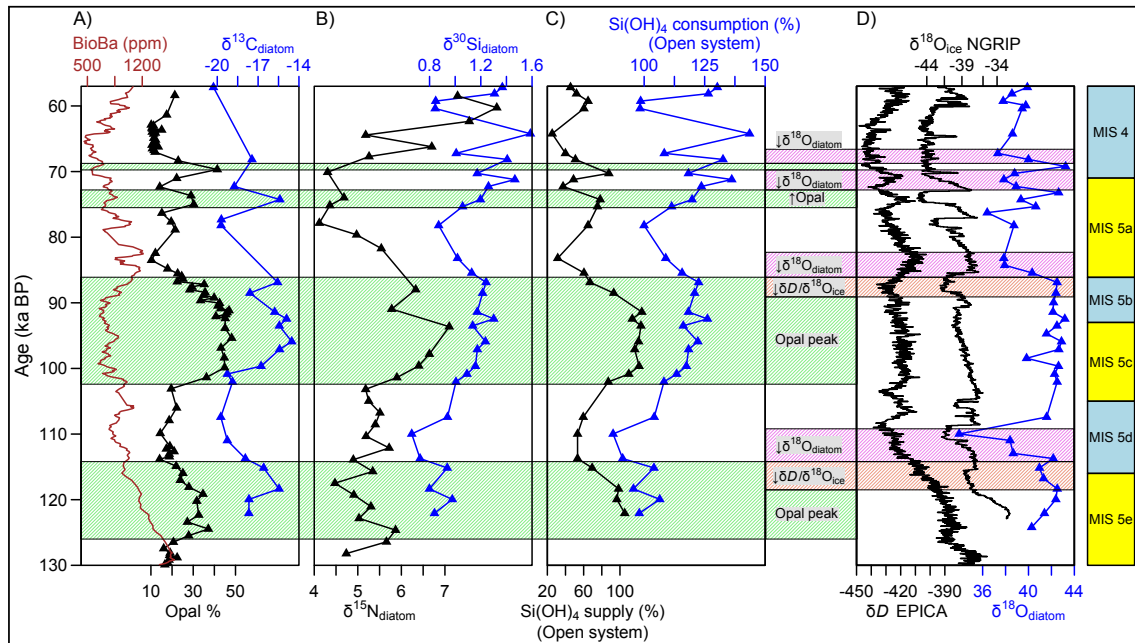 A)
B)
C)
D)
BioBa (ppm)
500 1200
δ13Cdiatom
-20 -17 -14
δ30Sidiatom
0.8 1.2 1.6
Si(OH)4 consumption (%)
(Open system)
100 130 150
δ18Oice NGRIP
-44 -39 -34
Age (ka BP)
60
70
80
90
100
110
120
130
↓δ18Odiatom
↓δ18Odiatom
↑Opal
↓δ18Odiatom
↓δD/δ18Oice
Opal peak
↓δ18Odiatom
↓δD/δ18Oice
Opal peak
MIS 4
MIS 5a
MIS 5b
MIS 5c
MIS 5d
MIS 5e
10 30 50
Opal %
4 5 6 7
δ15Ndiatom
20 60 100
Si(OH)4 supply (%)
(Open system)
-450 -420 -390
δD EPICA
36 40 44
δ18Odiatom